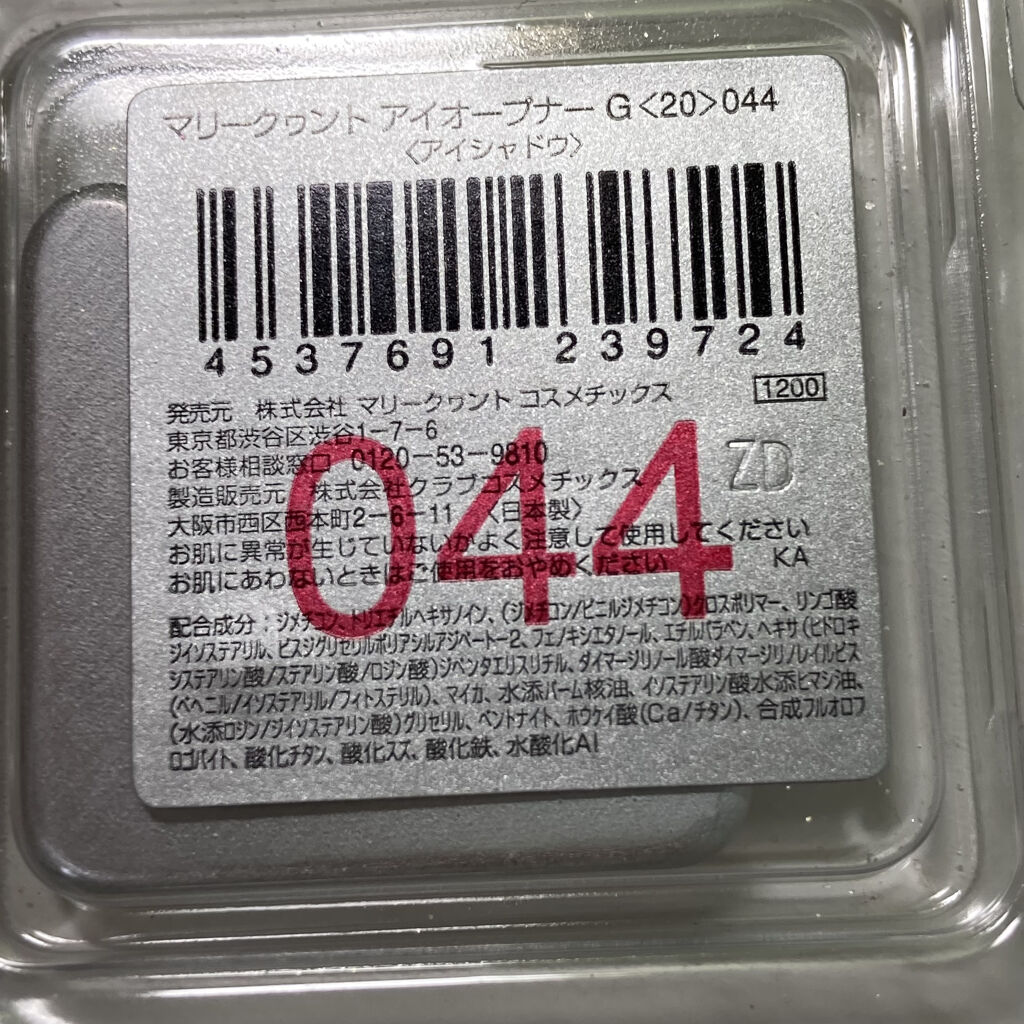 マリークヮント アイオープナー G<20>044
〈アイシャドウ〉
4537691 239724
発売元 株式会社 マリークヮント コスメチックス 1200
東京都渋谷区渋谷1-7-6
お客様相談窓口 0120-53-9810
製造販売元 株式会社クラブコスメチックス
大阪市西区西本町2-6-11 〈日本製〉
お肌に異常が生じていないかよく注意して使用してください
お肌にあわないときはご使用をおやめください KA
044
ZD
配合成分：ジメチコン、トリエチルヘキサノイン、(ジメチコン/ビニルジメチコン)クロスポリマー、リンゴ酸
ジイソステアリル、ビスジグリセリルポリアシルアジペート-2、フェノキシエタノール、エチルパラベン、ヘキサ(ヒドロキ
システアリン酸/ステアリン酸/ロジン酸)ジペンタエリスリチル、ダイマージリノール酸ダイマージリノレイルビス
(ベヘニル/イソステアリル/フィトステリル)、マイカ、水添パーム核油、イソステアリン酸水添ヒマシ油、
(水添ロジン/ジイソステアリン酸)グリセリル、ベントナイト、ホウケイ酸(Ca/チタン)、合成フルオロフ
ロゴパイト、酸化チタン、酸化スズ、酸化鉄、水酸化Al